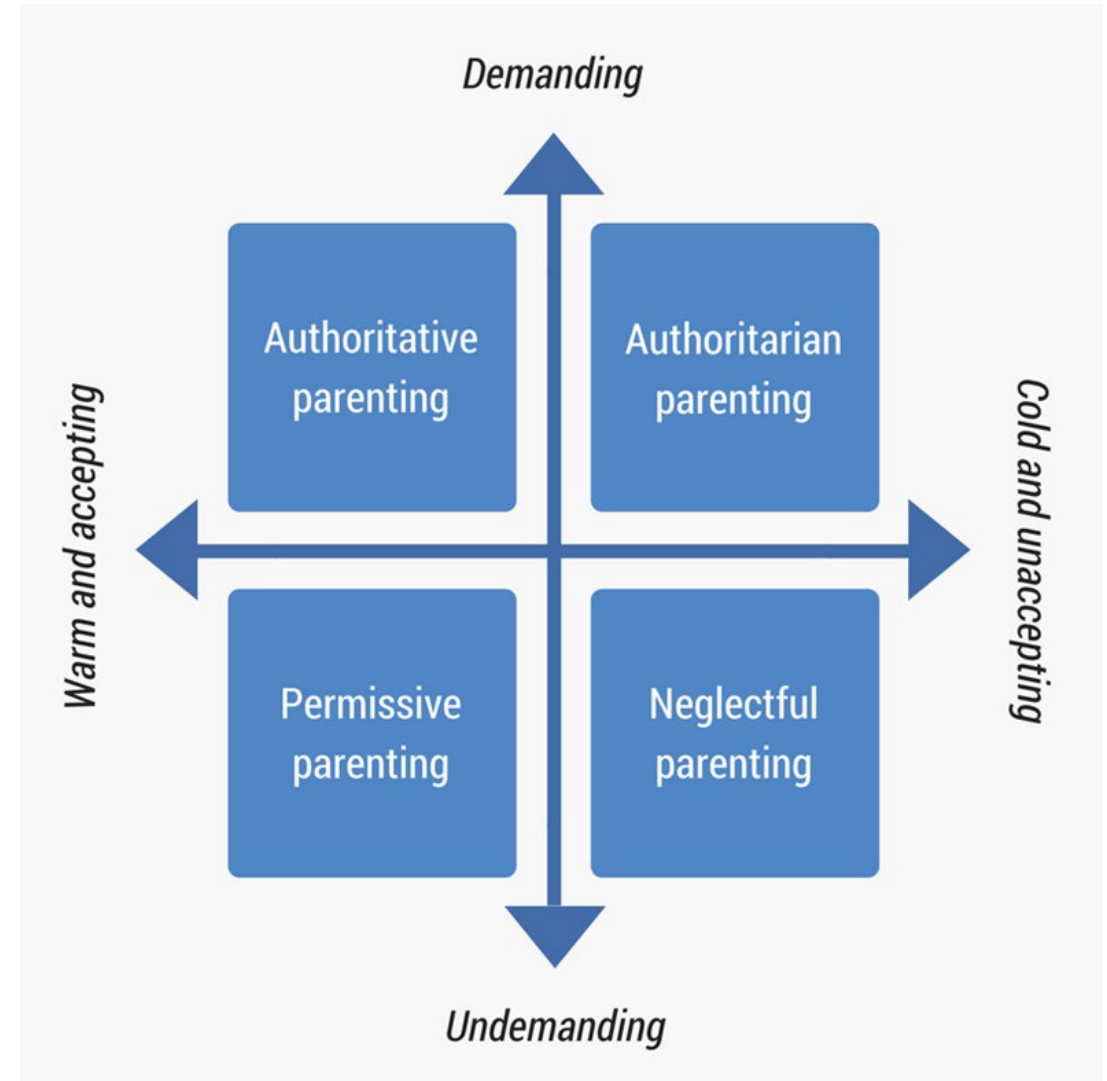 Demanding
Authoritative
parenting
Authoritarian
parenting
Warm and accepting
Cold and unaccepting
Permissive
parenting
Neglectful
parenting
Undemanding